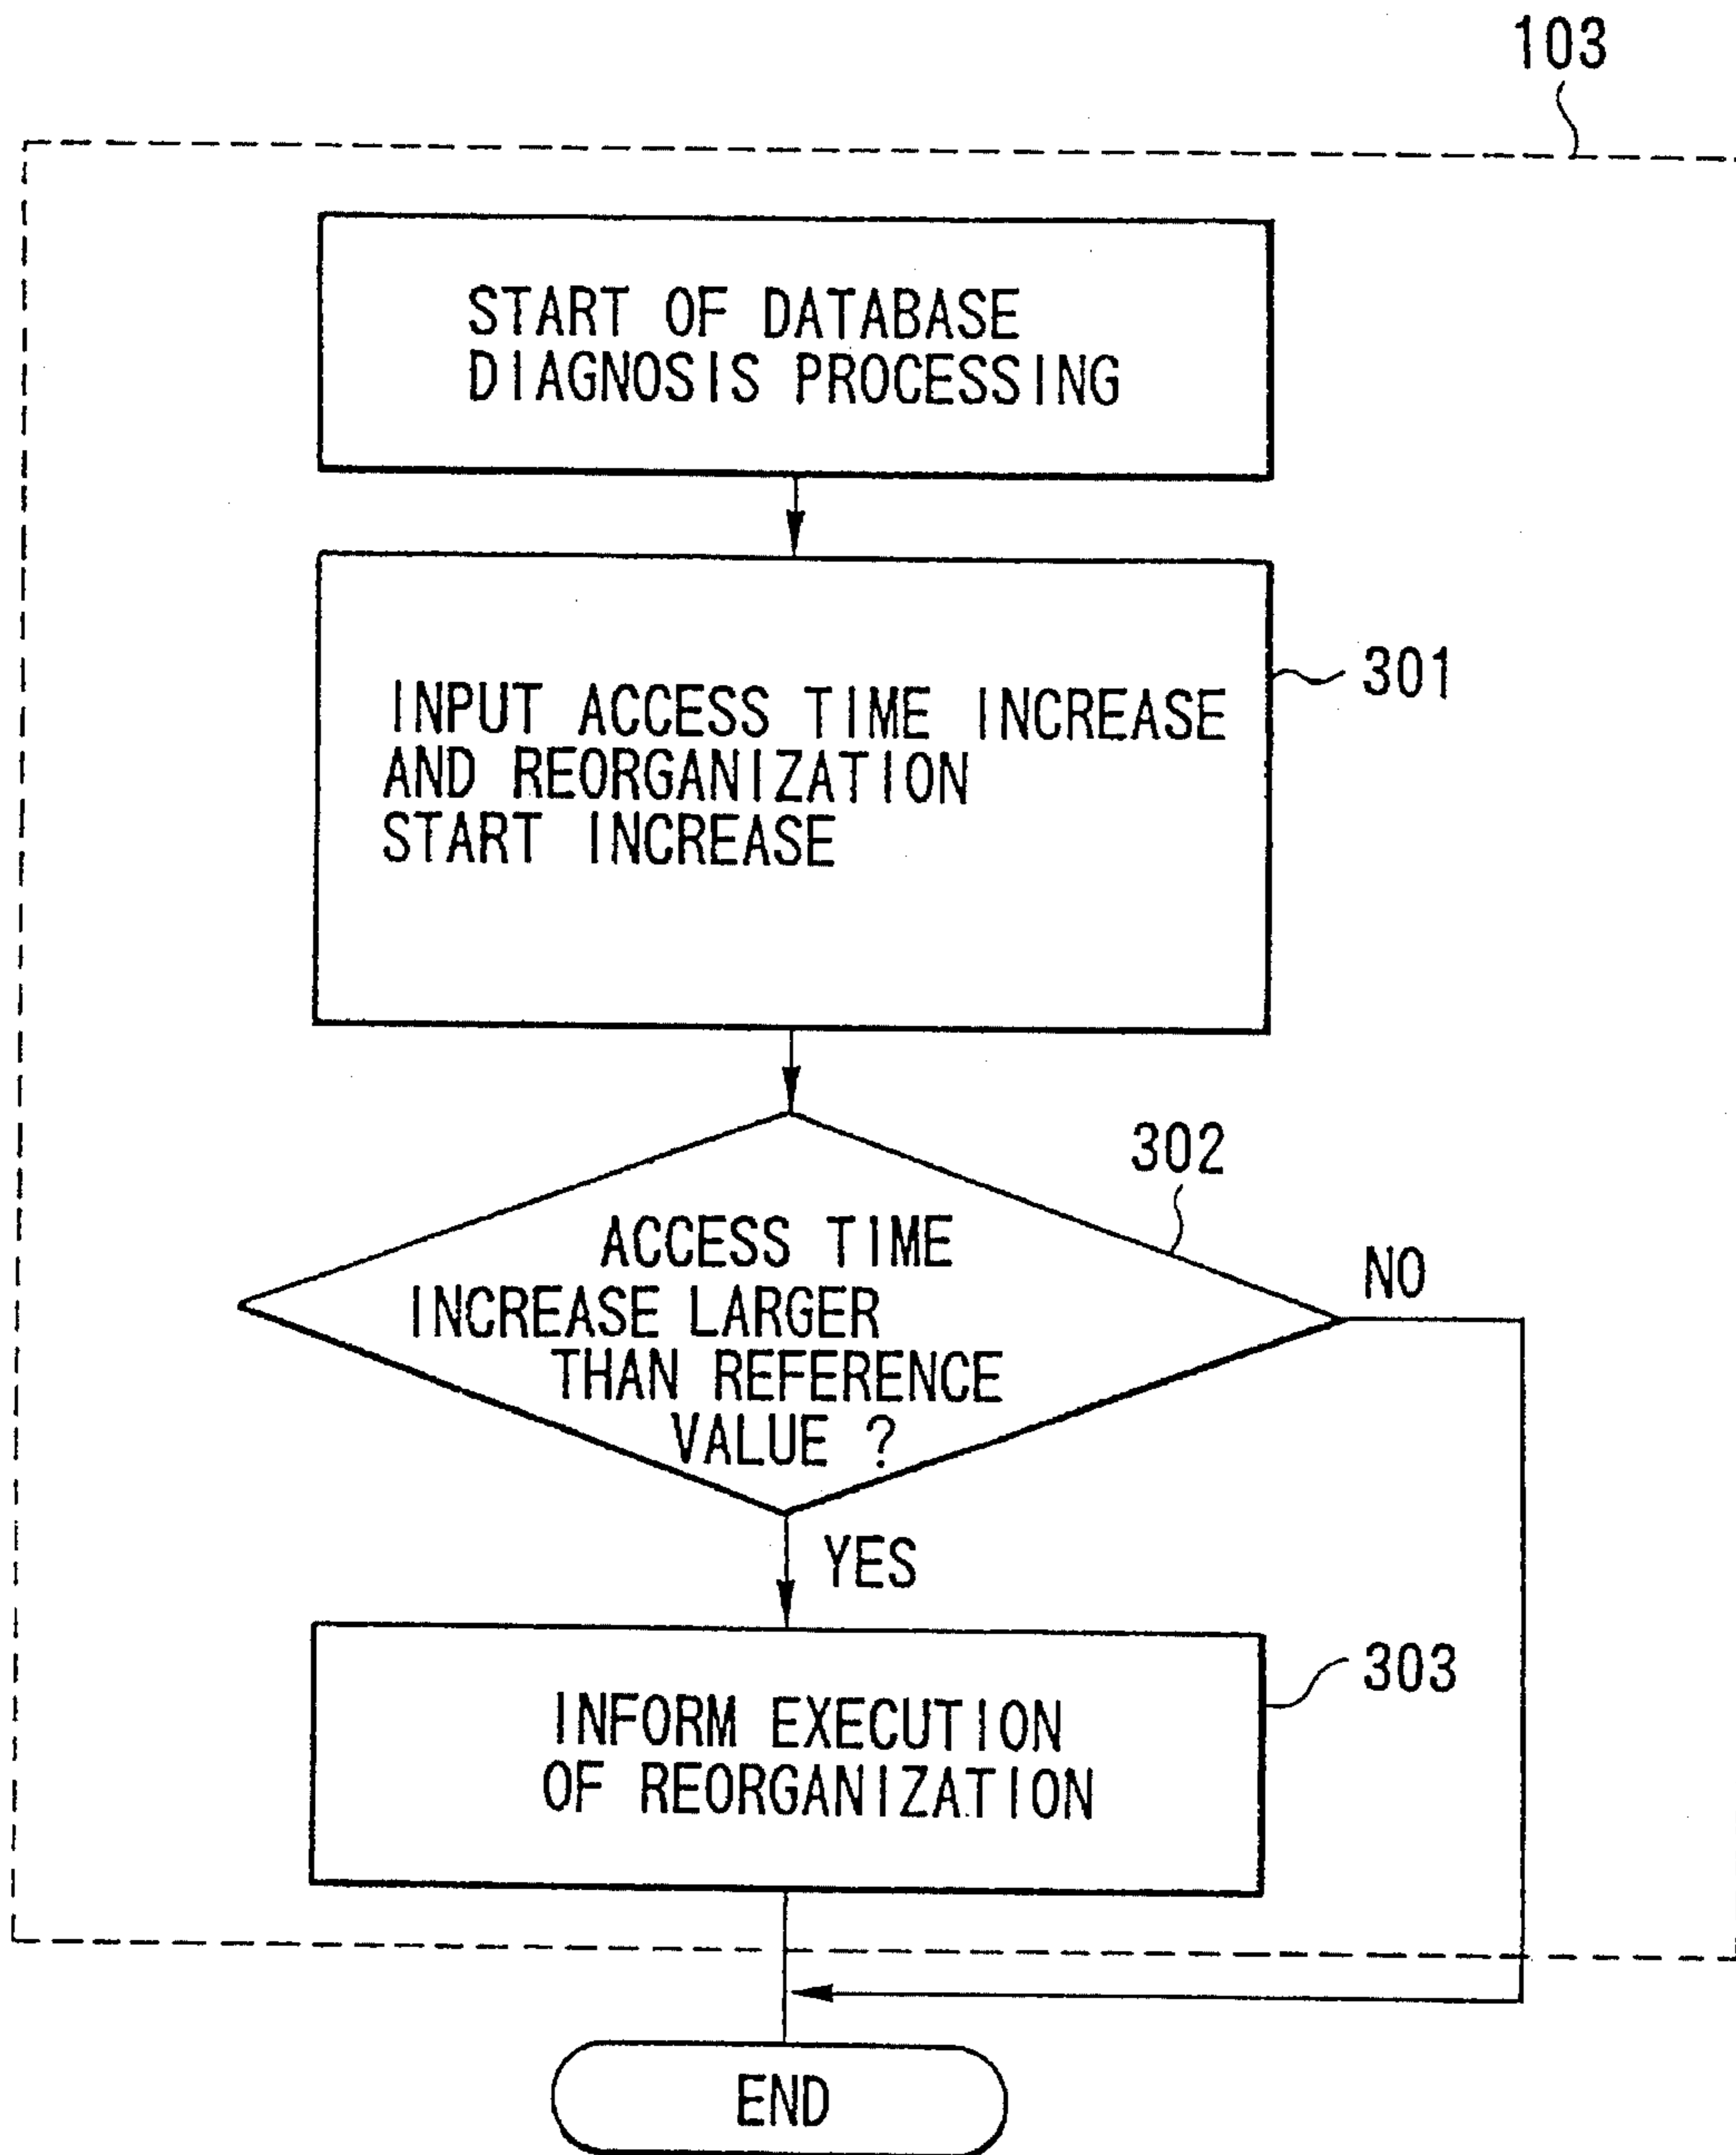 103
START OF DATABASE
DIAGNOSIS PROCESSING
INPUT ACCESS TIME INCREASE
AND REORGANIZATION
START INCREASE
301
302
ACCESS TIME
INCREASE LARGER
THAN REFERENCE
VALUE ?
NO
YES
INFORM EXECUTION
OF REORGANIZATION
303
END